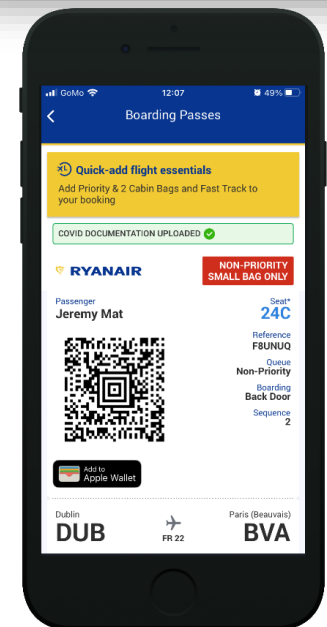 GoMo 12:07 49%
Boarding Passes
Quick-add flight essentials
Add Priority & 2 Cabin Bags and Fast Track to
your booking
COVID DOCUMENTATION UPLOADED
RYANAIR
NON-PRIORITY
SMALL BAG ONLY
Passenger
Jeremy Mat
Seat*
24C
Reference
F8UNUQ
Queue
Non-Priority
Boarding
Back Door
Sequence
2
Add to
Apple Wallet
Dublin
DUB
FR 22
Paris (Beauvais)
BVA